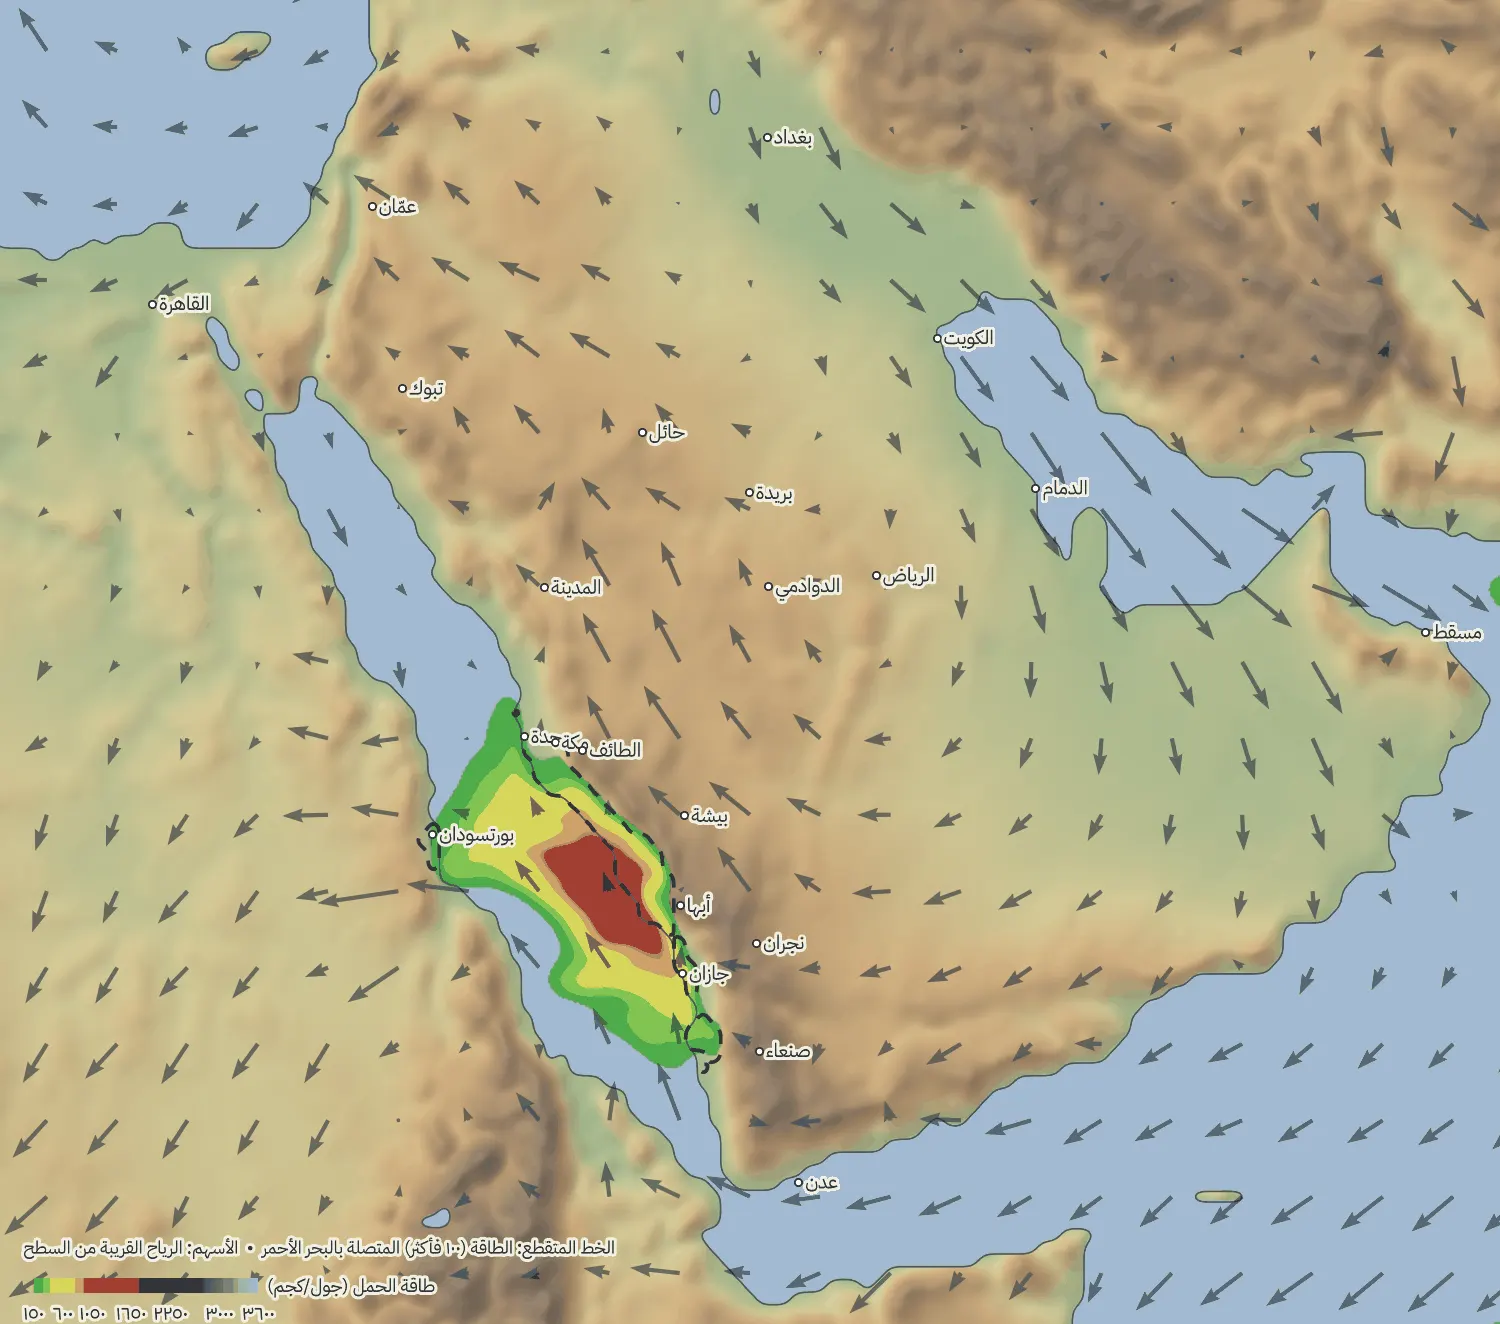 بغداد
عمّان
القاهرة
الكويت
تبوك
حائل
الدمام
بريدة
الرياض
الدوادمي
المدينة
مسقط
جدة
مكة
الطائف
بيشة
بورتسودان
أبها
نجران
جازان
صنعاء
عدن
الخط المتقطع: الطاقة (١٠٠ فأكثر) المتصلة بالبحر الأحمر • الأسهم: الرياح القريبة من السطح
طاقة الحمل (جول/كجم)
١٥٠ ٦٠٠ ١٠٥٠ ١٦٥٠ ٢٢٥٠ ٣٠٠٠ ٣٦٠٠